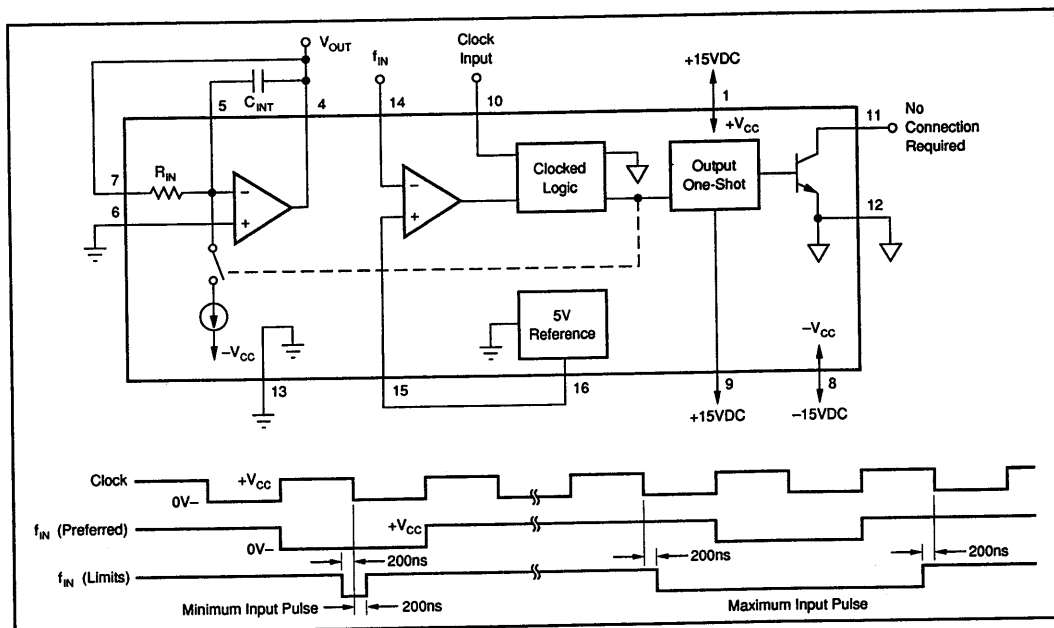 V_OUT
f_IN
Clock
Input
+15VDC
5
C_INT
4
14
10
1
+V_CC
11
No
Connection
Required
7
R_IN
−
+
6
−
+
Clocked
Logic
Output
One-Shot
12
5V
Reference
−V_CC
−V_CC
13
15
16
9
8
+15VDC
−15VDC
Clock
+V_CC
0V–
f_IN (Preferred)
+V_CC
0V–
200ns
200ns
200ns
f_IN (Limits)
Minimum Input Pulse
200ns
Maximum Input Pulse